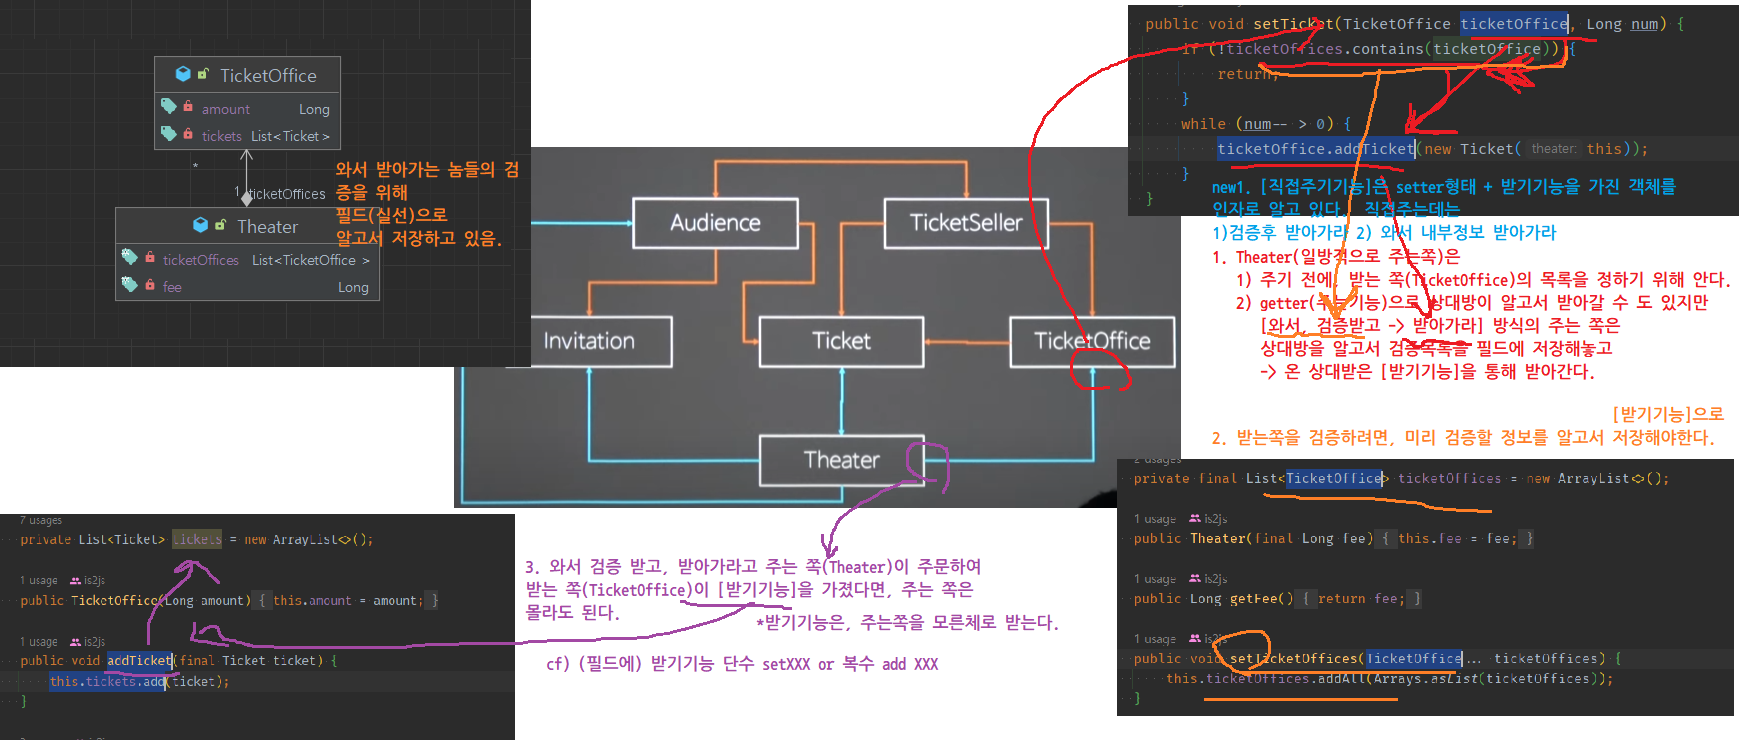 TicketOffice
amount Long
tickets List<Ticket>
*
1
ticketOffices
Theater
ticketOffices List<TicketOffice>
fee Long
와서 받아가는 놈들의 검
증을 위해
필드(실선)으로
알고서 저장하고 있음.
Audience
TicketSeller
Invitation
Ticket
TicketOffice
Theater
public void setTicket(TicketOffice ticketOffice, Long num) {
if (!ticketOffices.contains(ticketOffice)) {
return;
}
while (num-- > 0) {
ticketOffice.addTicket(new Ticket( theater: this));
}
}
new1. [직접주기기능]은 setter형태 + 받기기능을 가진 객체를
인자로 알고 있다. 직접주는데는
1)검증후 받아가라 2) 와서 내부정보 받아가라
1. Theater(일방적으로 주는쪽)은
1) 주기 전에, 받는 쪽(TicketOffice)의 목록을 정하기 위해 안다.
2) getter(주는기능)으로 상대방이 알고서 받아갈 수 도 있지만
[와서, 검증받고 -> 받아가라] 방식의 주는 쪽은
상대방을 알고서 검증목록을 필드에 저장해놓고
-> 온 상대받은 [받기기능]을 통해 받아간다.
[받기기능]으로
2. 받는쪽을 검증하려면, 미리 검증할 정보를 알고서 저장해야한다.
2 usages
private final List<TicketOffice> ticketOffices = new ArrayList<>();
1 usage is2js
public Theater(final Long fee) { this.fee = fee; }
1 usage is2js
public Long getFee() { return fee; }
1 usage is2js
public void setTicketOffices(TicketOffice... ticketOffices) {
this.ticketOffices.addAll(Arrays.asList(ticketOffices));
}
7 usages
private List<Ticket> tickets = new ArrayList<>();
1 usage is2js
public TicketOffice(Long amount) { this.amount = amount; }
1 usage is2js
public void addTicket(final Ticket ticket) {
this.tickets.add(ticket);
}
3. 와서 검증 받고, 받아가라고 주는 쪽(Theater)이 주문하여
받는 쪽(TicketOffice)이 [받기기능]을 가졌다면, 주는 쪽은
몰라도 된다.
*받기기능은, 주는쪽을 모른체로 받는다.
cf) (필드에) 받기기능 단수 setXXX or 복수 add XXX